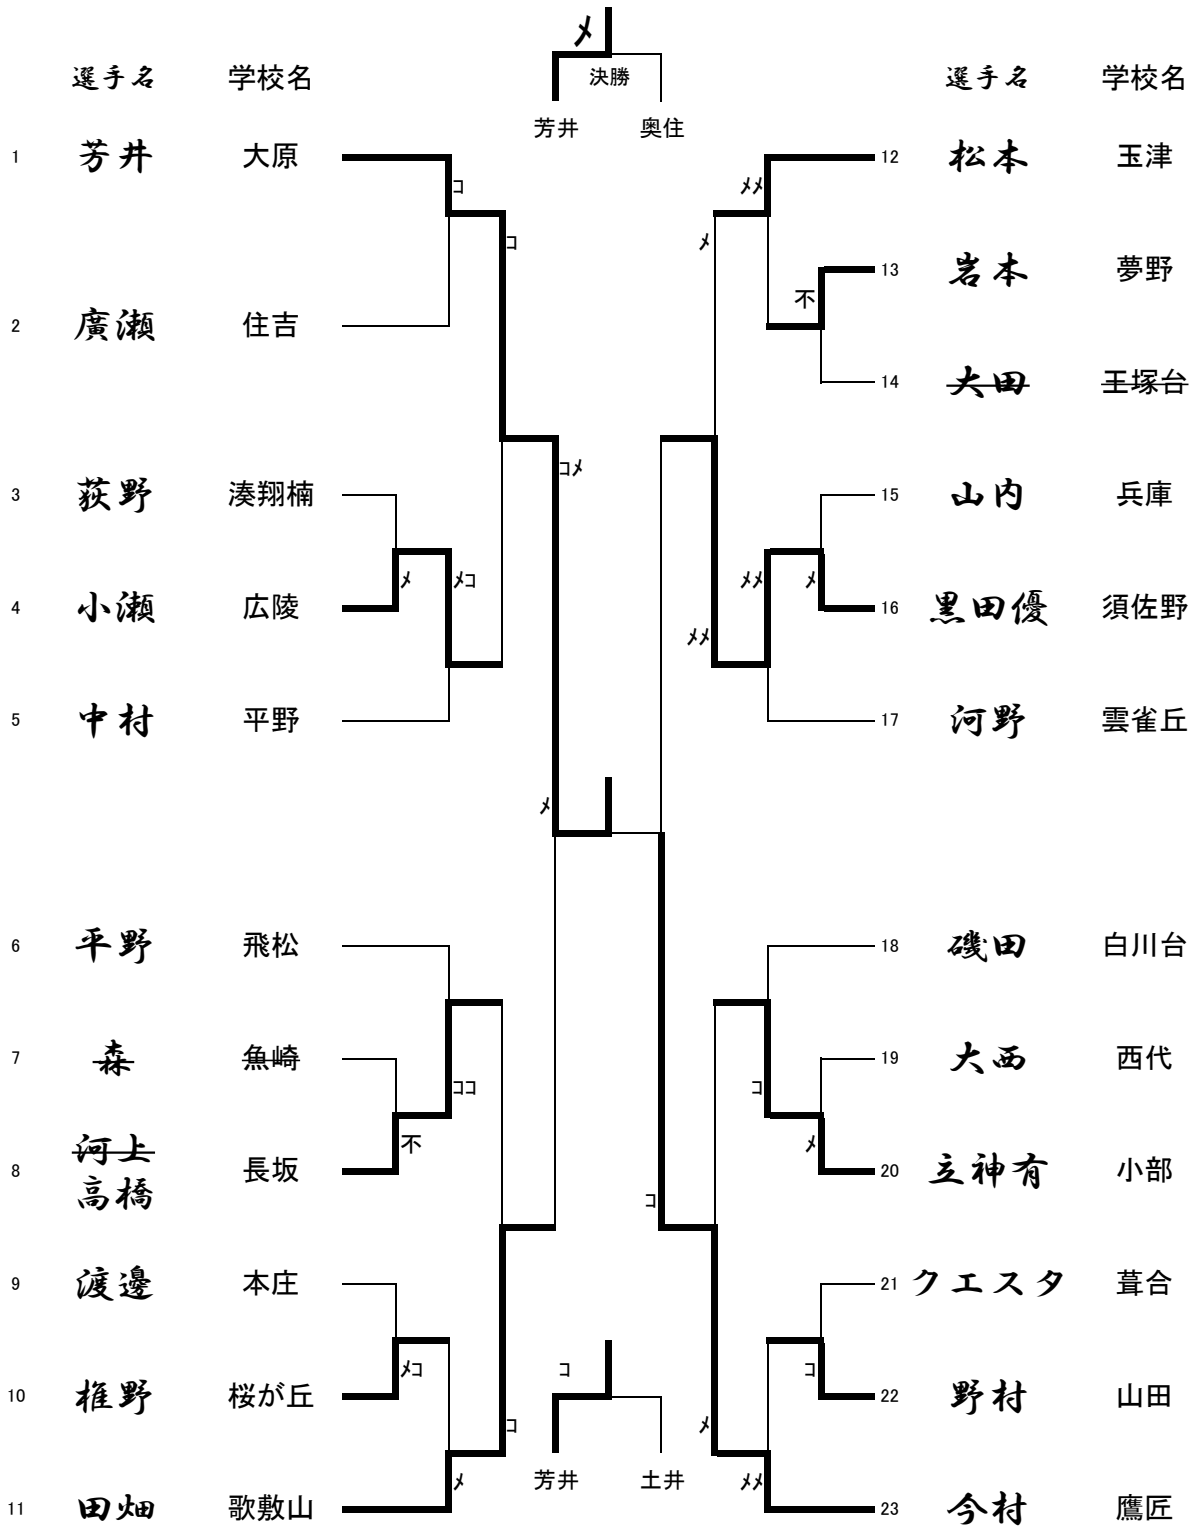 メ
決勝
芳井 奥住
選手名 学校名
1 芳井 大原
2 廣瀬 住吉
3 荻野 湊翔楠
4 小瀬 広陵
5 中村 平野
6 平野 飛松
7 森 魚崎
8 河上 高橋 長坂
9 渡邊 本庄
10 椎野 桜が丘
11 田畑 歌敷山
コ
コ
コメ
メ
メコ
メ
ココ
不
メコ
コ
メ
コ
芳井 土井
選手名 学校名
12 松本 玉津
13 岩本 夢野
14 大田 王塚台
15 山内 兵庫
16 黒田優 須佐野
17 河野 雲雀丘
18 磯田 白川台
19 大西 西代
20 立神有 小部
21 クエスタ 葺合
22 野村 山田
23 今村 鷹匠
メメ
メ
不
メメ
メ
メメ
コ
メ
コ
コ
メ
メメ